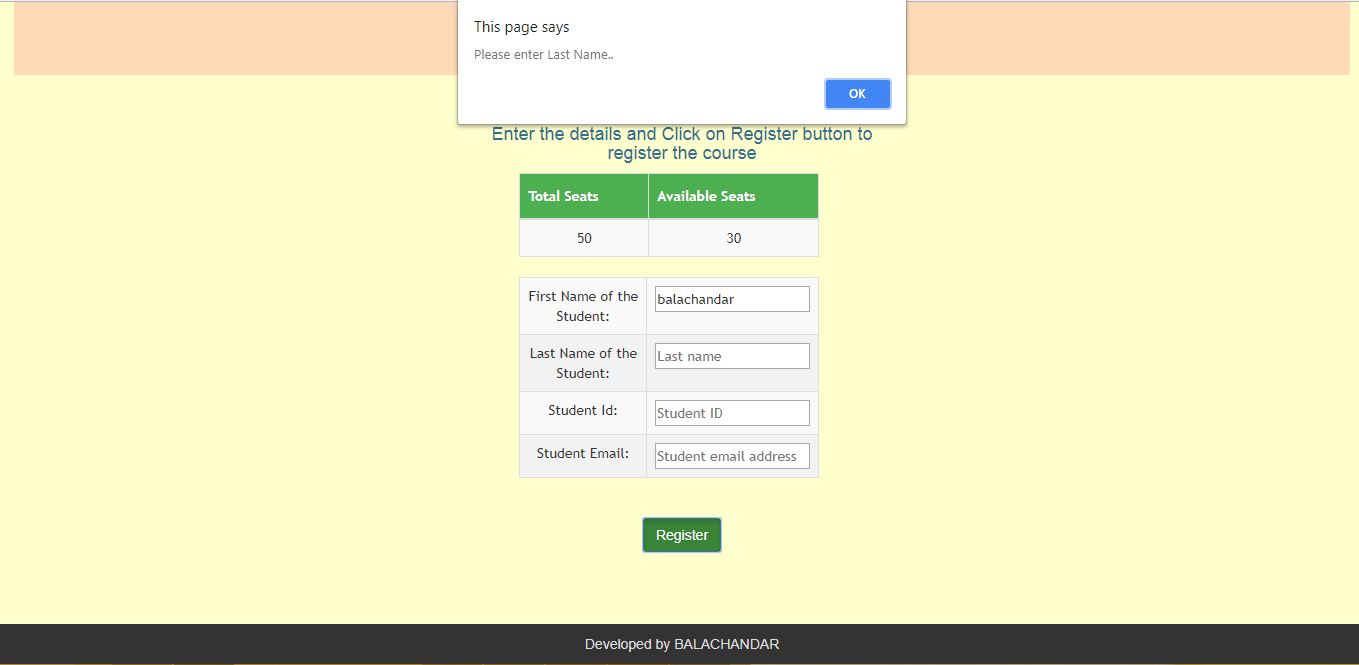 This page says
Please enter Last Name..
OK
Enter the details and Click on Register button to
register the course
Total Seats Available Seats
50 30
First Name of the
Student:
balachandar
Last Name of the
Student:
Last name
Student Id:
Student ID
Student Email:
Student email address
Register
Developed by BALACHANDAR